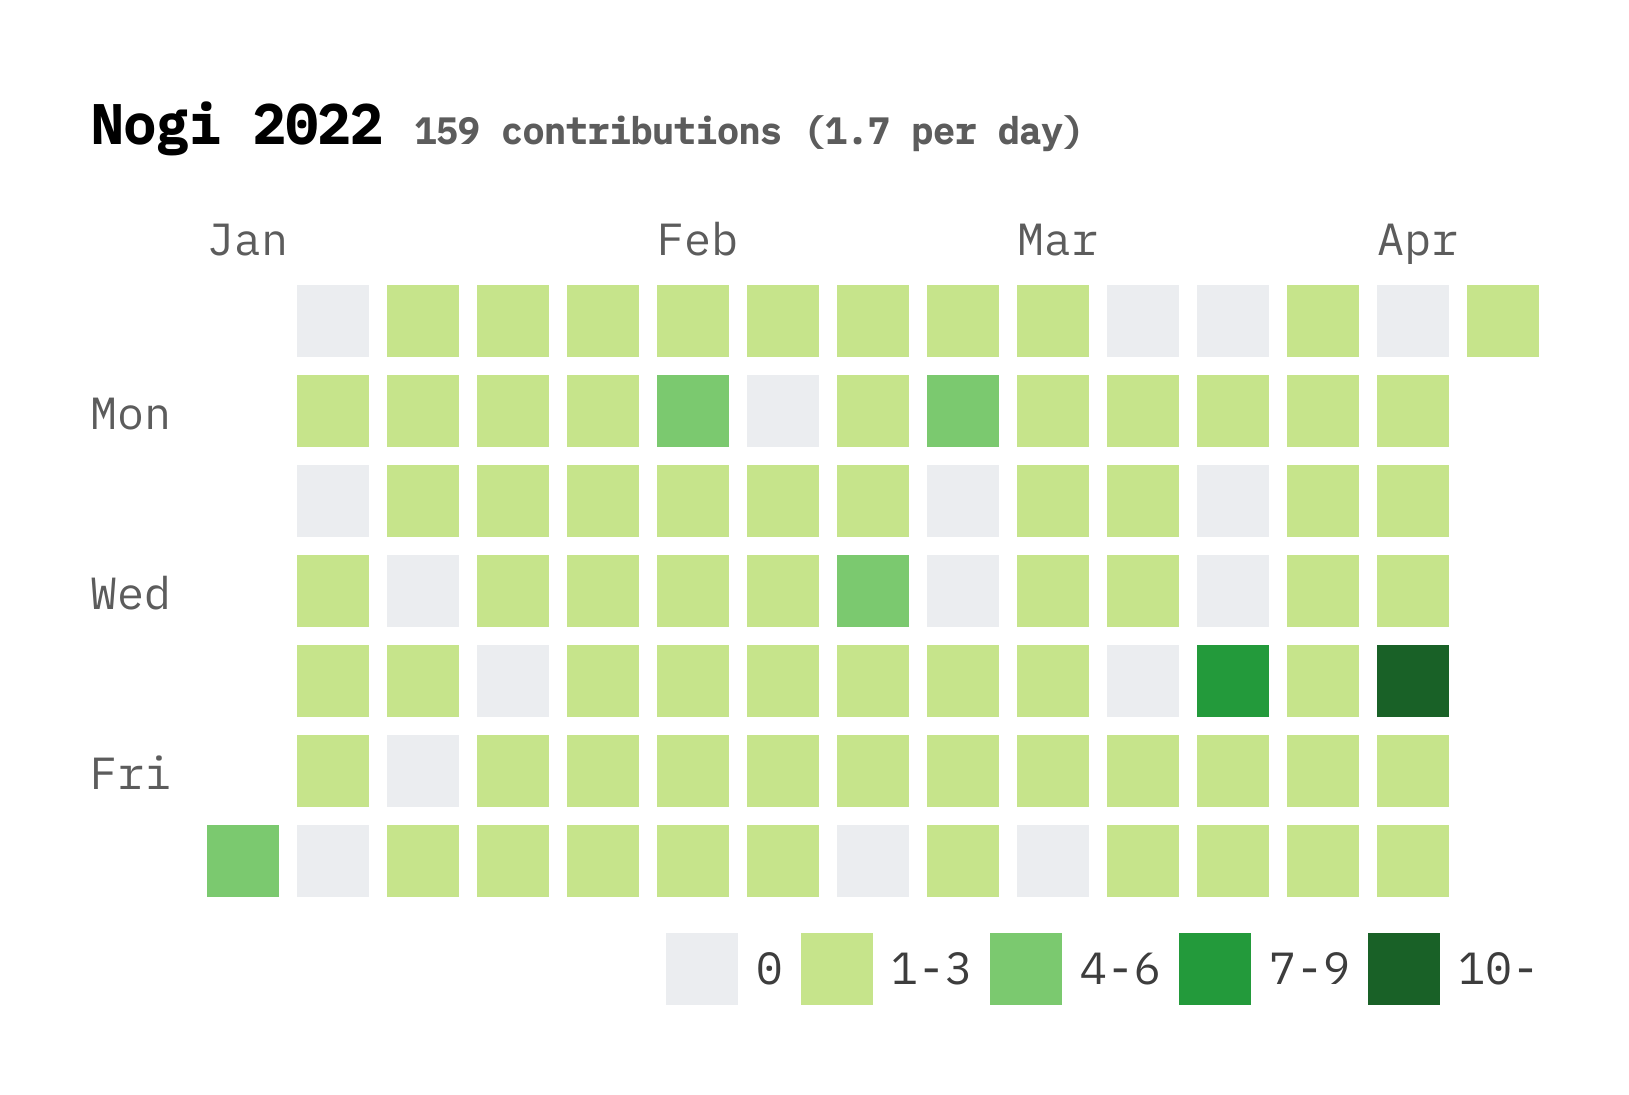 Nogi 2022 159 contributions (1.7 per day)
Jan Feb Mar Apr
Mon
Wed
Fri
0 1-3 4-6 7-9 10-